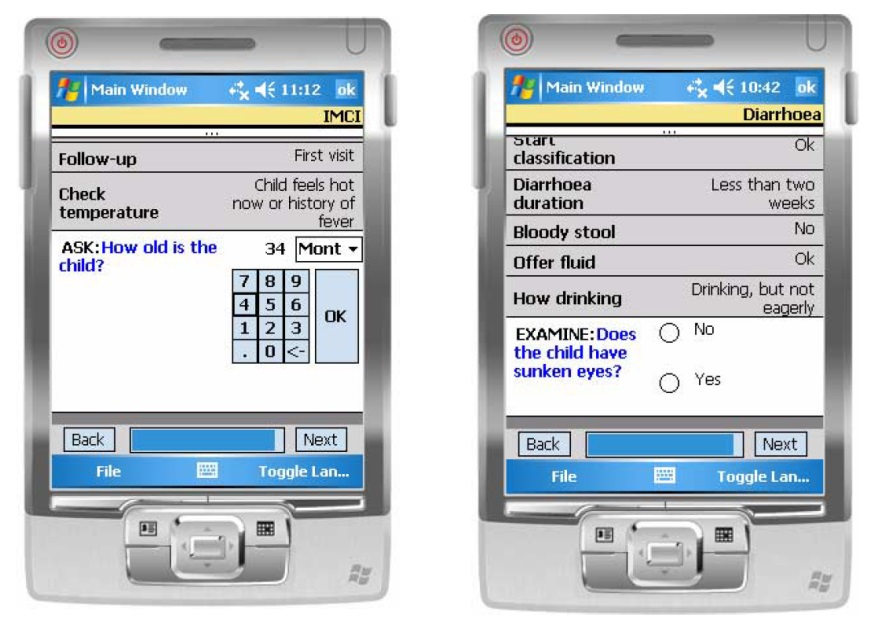 Main Window 11:12 ok
IMCI
...
Follow-up First visit
Check temperature Child feels hot now or history of fever
ASK:How old is the child? 34 Mont
7 8 9
4 5 6
1 2 3
. 0 <-
OK
Back Next
File Toggle Lan...
Main Window 10:42 ok
Diarrhoea
...
Start classification Ok
Diarrhoea duration Less than two weeks
Bloody stool No
Offer fluid Ok
How drinking Drinking, but not eagerly
EXAMINE:Does the child have sunken eyes?
No
Yes
Back Next
File Toggle Lan...